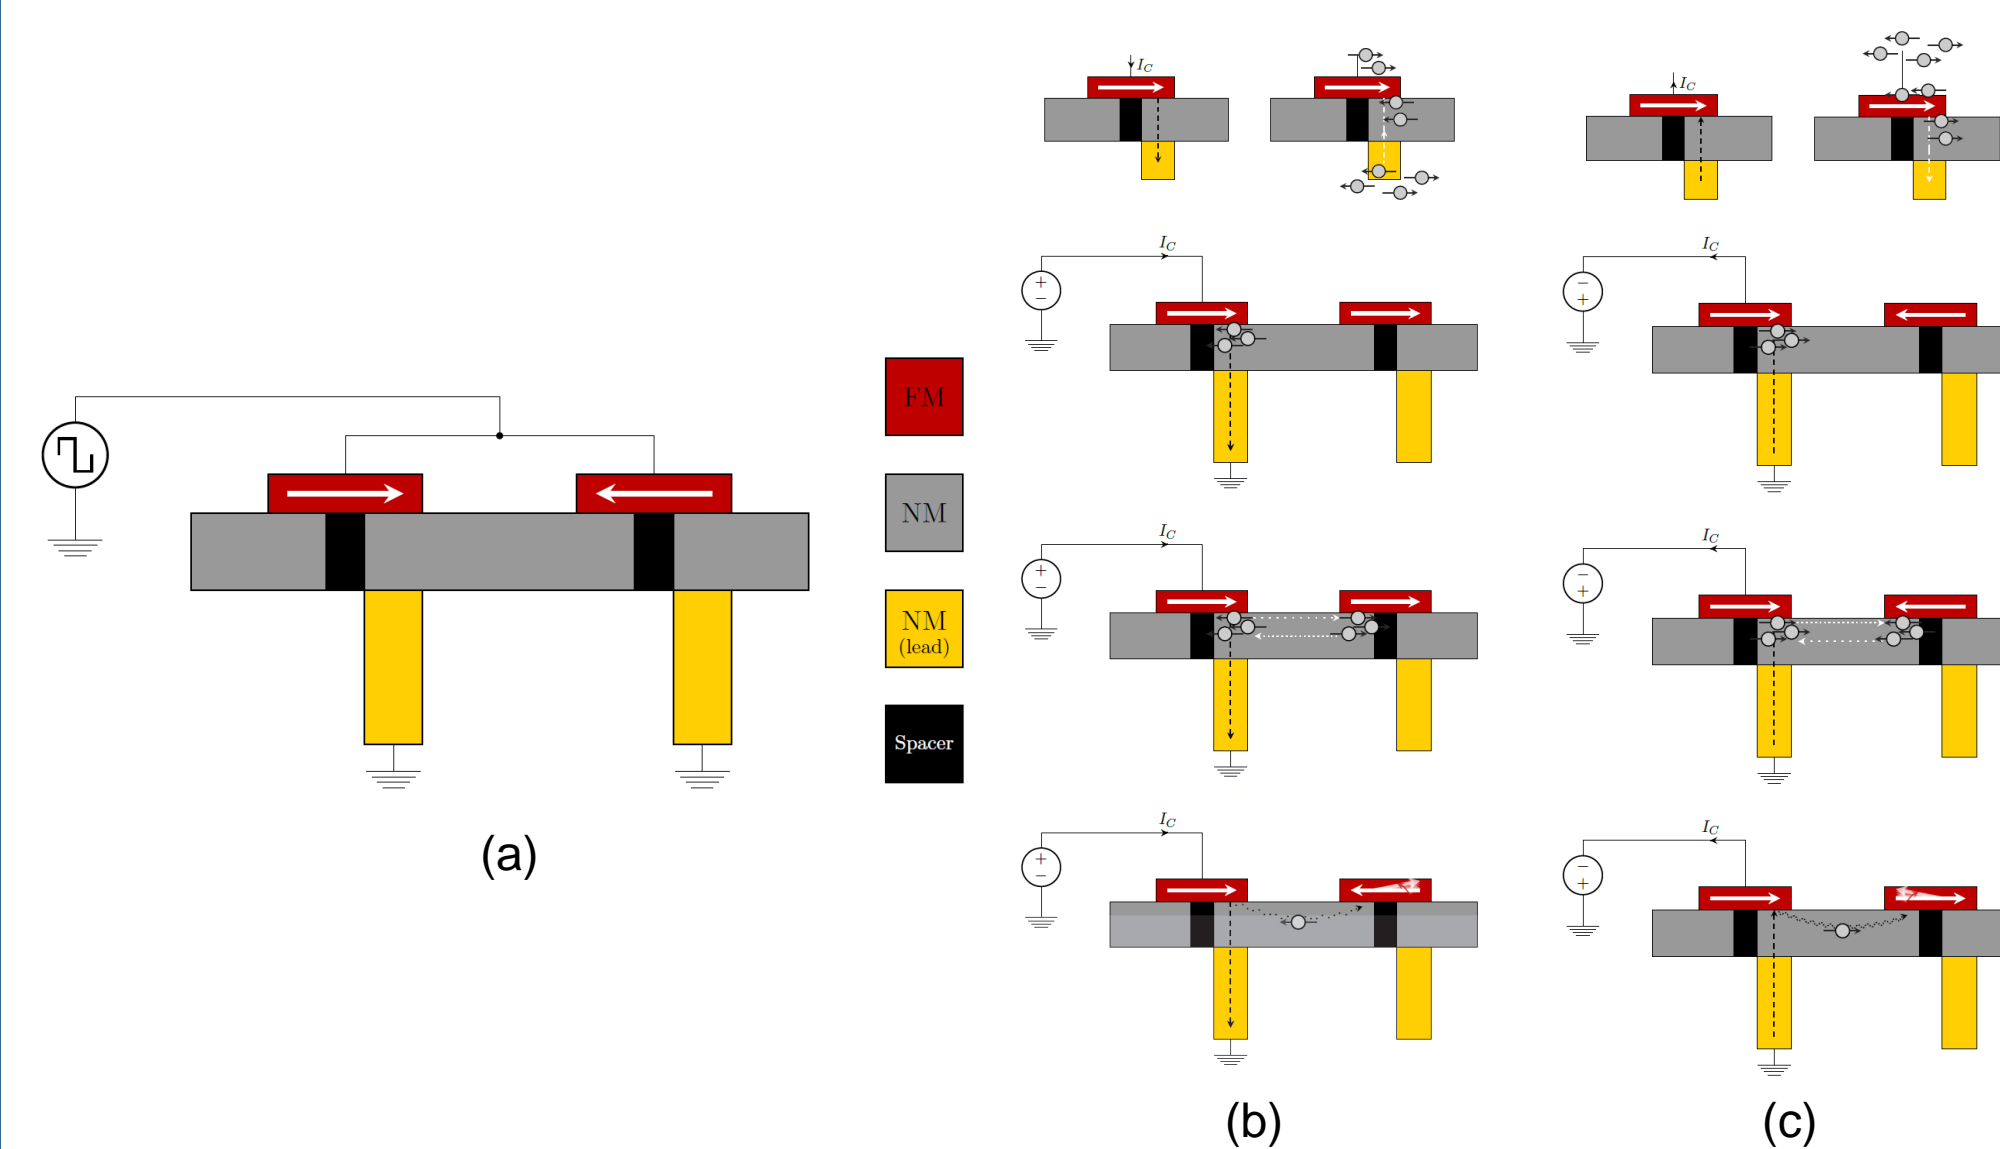 FM
NM
NM
(lead)
Spacer
(a)
I_C
I_C
+
−
I_C
+
−
I_C
+
−
(b)
I_C
I_C
−
+
I_C
−
+
I_C
−
+
(c)